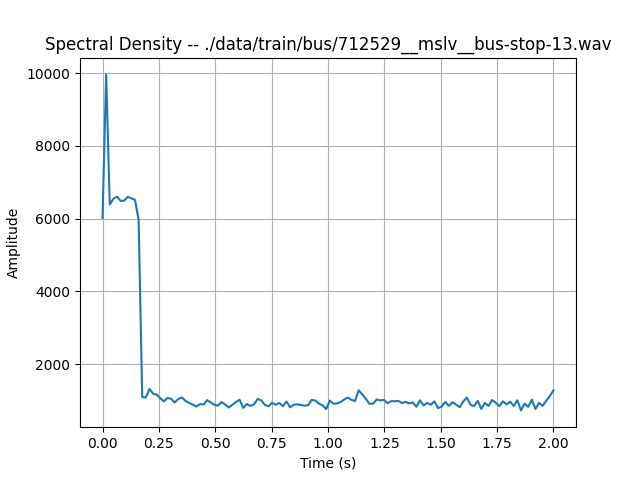 Spectral Density -- ./data/train/bus/712529__mslv__bus-stop-13.wav
10000
8000
6000
4000
2000
Amplitude
0.00 0.25 0.50 0.75 1.00 1.25 1.50 1.75 2.00
Time (s)